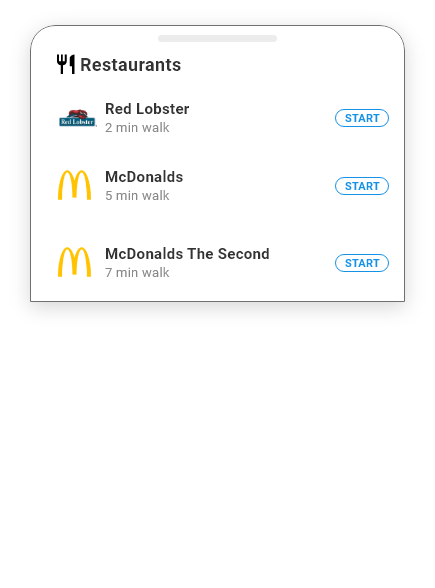 Restaurants
Red Lobster
Red Lobster
2 min walk
START
McDonalds
5 min walk
START
McDonalds The Second
7 min walk
START